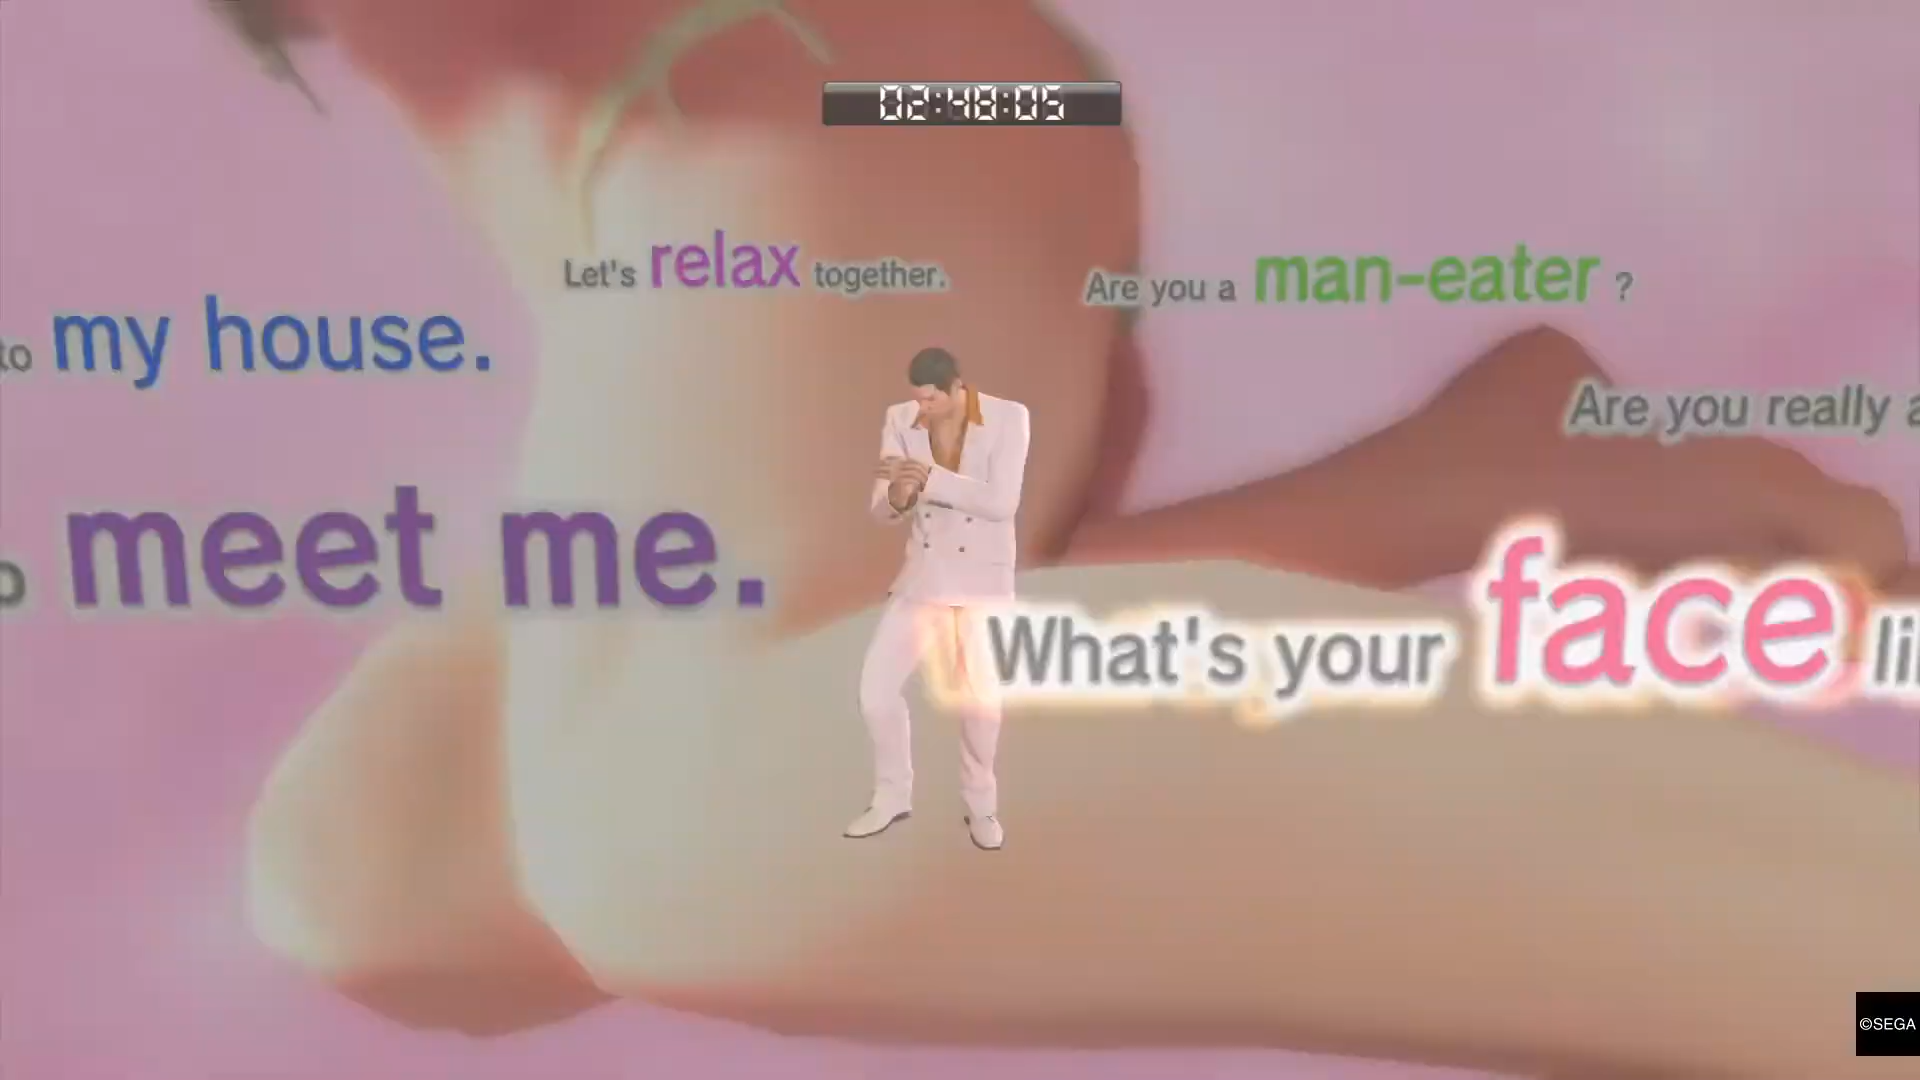 02:48:05
Let's relax together.
Are you a man-eater ?
to my house.
Are you really a
meet me.
What's your face li
©SEGA